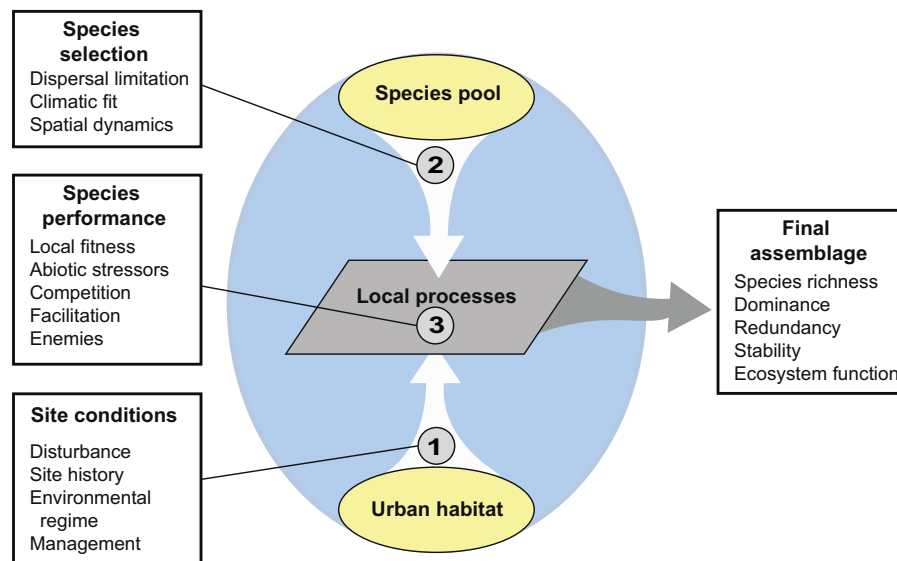 Species
selection
Dispersal limitation
Climatic fit
Spatial dynamics
Species pool
2
Species
performance
Local fitness
Abiotic stressors
Competition
Facilitation
Enemies
Local processes
3
Final
assemblage
Species richness
Dominance
Redundancy
Stability
Ecosystem function
Site conditions
Disturbance
Site history
Environmental
regime
Management
1
Urban habitat